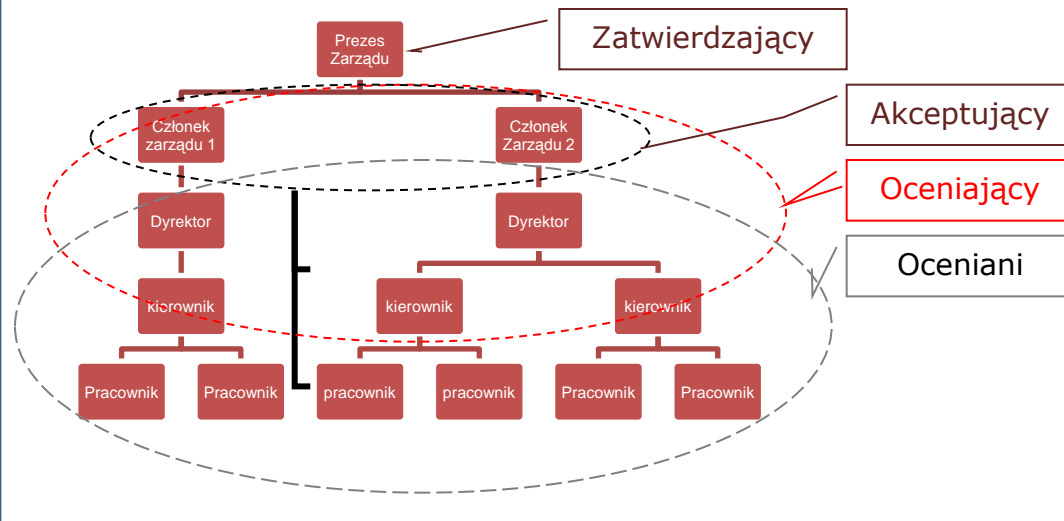 Prezes
Zarządu
Zatwierdzający
Członek
zarządu 1
Członek
Zarządu 2
Akceptujący
Oceniający
Dyrektor
Dyrektor
Oceniani
kierownik
kierownik
kierownik
Pracownik
Pracownik
pracownik
pracownik
Pracownik
Pracownik